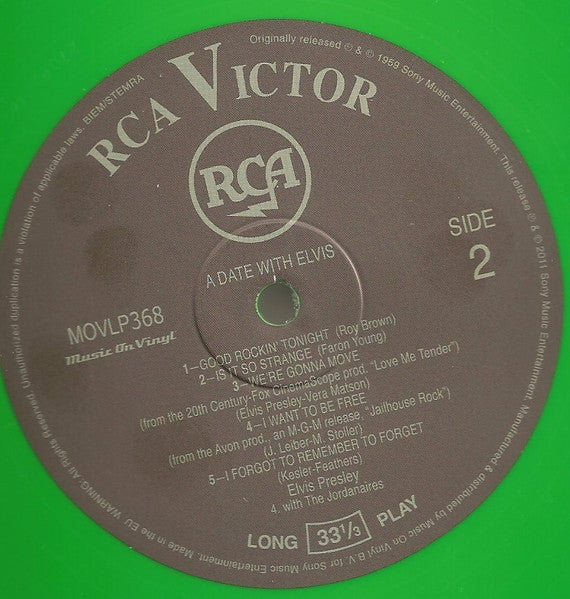 RCA VICTOR
RCA
A DATE WITH ELVIS
SIDE
2
MOVLP368
Music On Vinyl
1–GOOD ROCKIN' TONIGHT (Roy Brown)
2–IS IT SO STRANGE (Faron Young)
3–WE'RE GONNA MOVE
(from the 20th Century-Fox CinemaScope prod. "Love Me Tender")
(Elvis Presley-Vera Matson)
4–I WANT TO BE FREE
(from the Avon prod., an M-G-M release, "Jailhouse Rock")
(J. Leiber-M. Stoller)
5–I FORGOT TO REMEMBER TO FORGET
(Kesler-Feathers)
Elvis Presley
4. with The Jordanaires
LONG 33 1/3 PLAY
Originally released ℗ & © 1959 Sony Music Entertainment. This release ℗ & © 2011 Sony Music Entertainment. Manufactured & distributed by Music On Vinyl B.V. for Sony Music Entertainment. Made in the EU WARNING: All Rights Reserved. Unauthorized duplication is a violation of applicable laws. BIEM/STEMRA